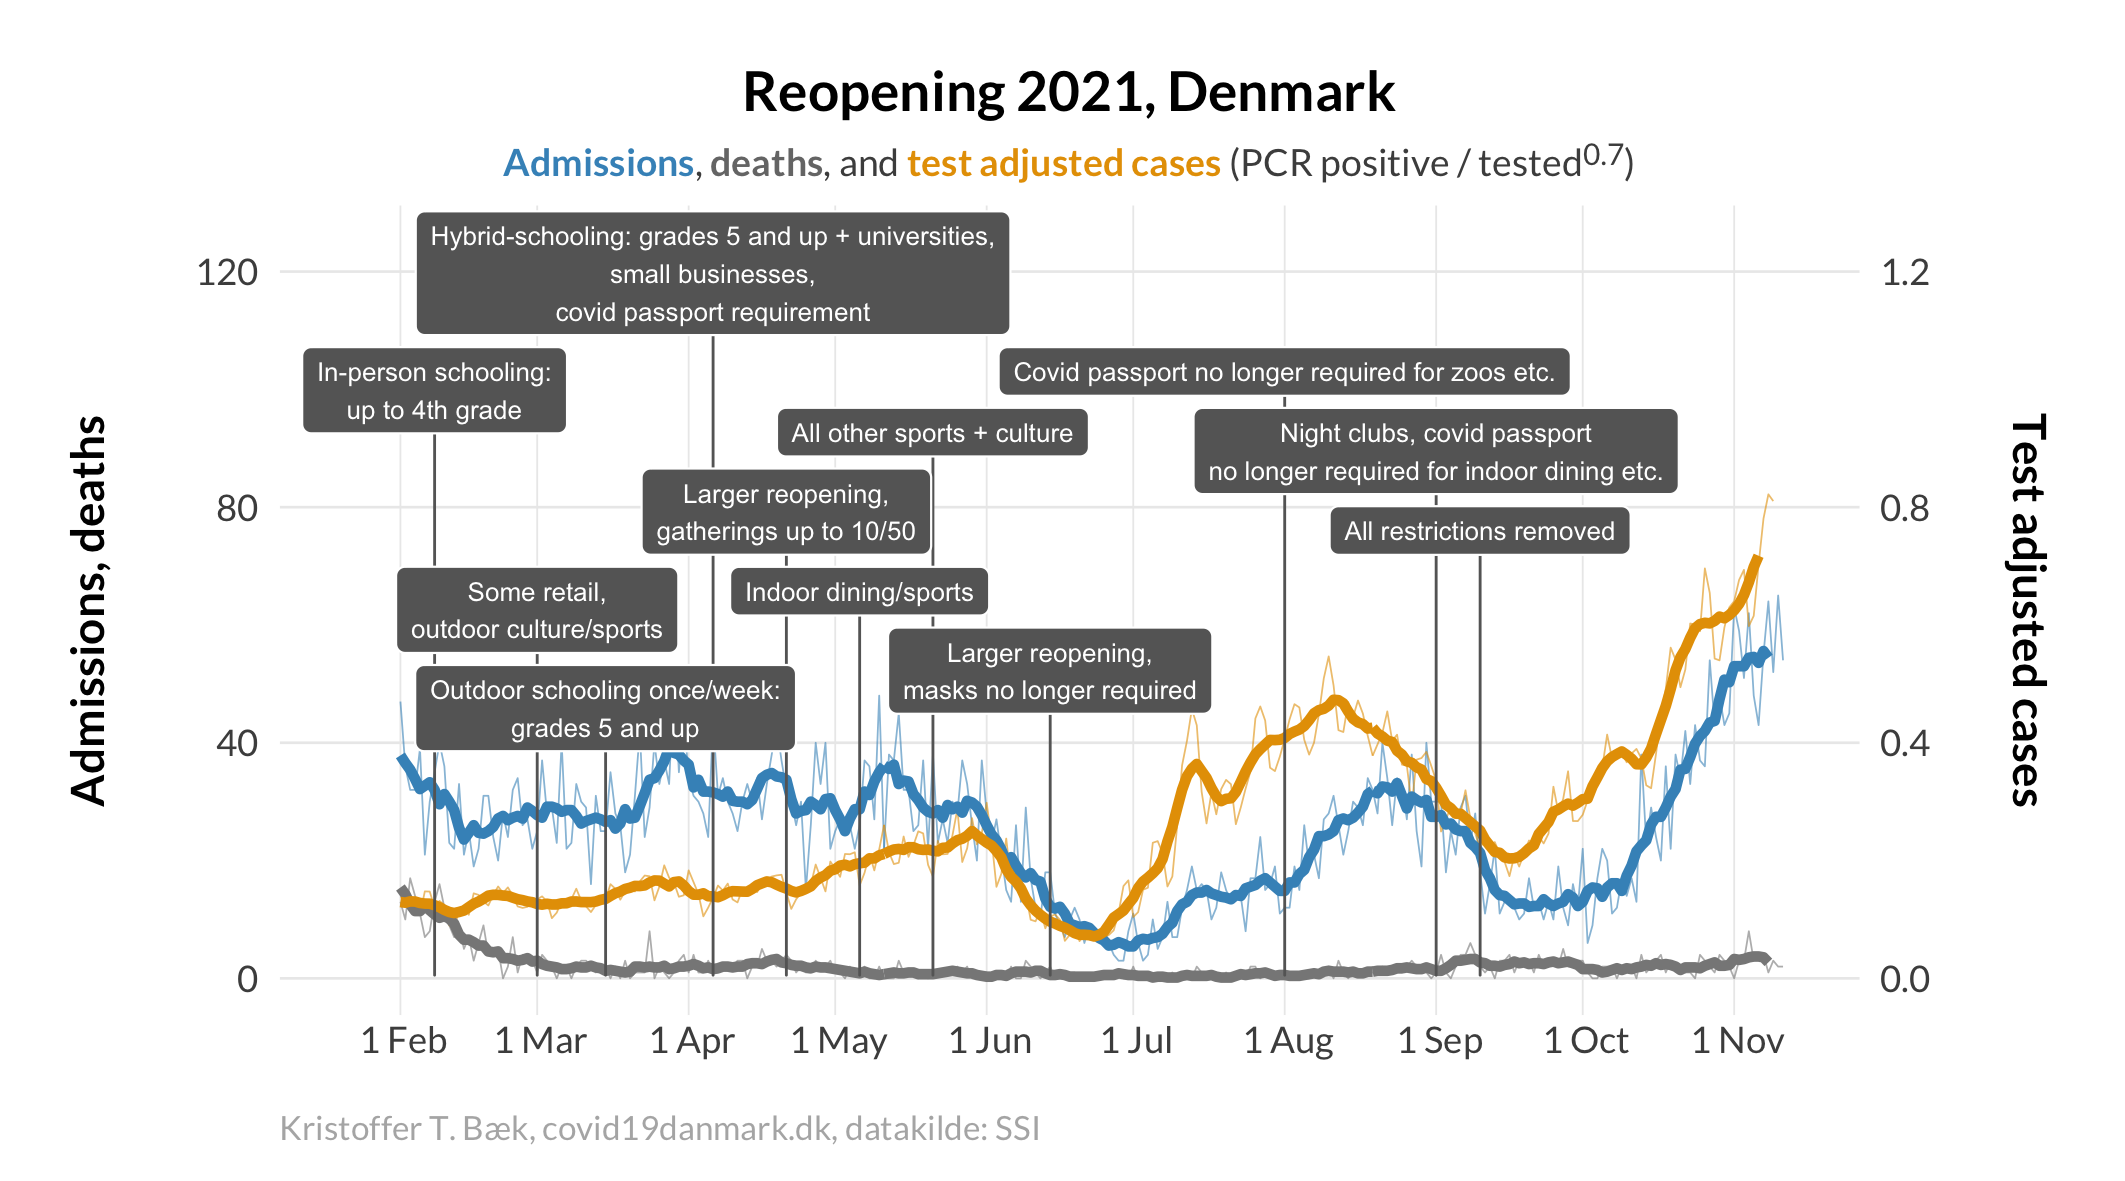 Reopening 2021, Denmark
Admissions, deaths, and test adjusted cases (PCR positive / tested^0.7)
Hybrid-schooling: grades 5 and up + universities,
small businesses,
covid passport requirement
In-person schooling:
up to 4th grade
Covid passport no longer required for zoos etc.
All other sports + culture
Night clubs, covid passport
no longer required for indoor dining etc.
Larger reopening,
gatherings up to 10/50
All restrictions removed
Some retail,
outdoor culture/sports
Indoor dining/sports
Larger reopening,
masks no longer required
Outdoor schooling once/week:
grades 5 and up
Admissions, deaths
120
80
40
0
Test adjusted cases
1.2
0.8
0.4
0.0
1 Feb
1 Mar
1 Apr
1 May
1 Jun
1 Jul
1 Aug
1 Sep
1 Oct
1 Nov
Kristoffer T. Bæk, covid19danmark.dk, datakilde: SSI